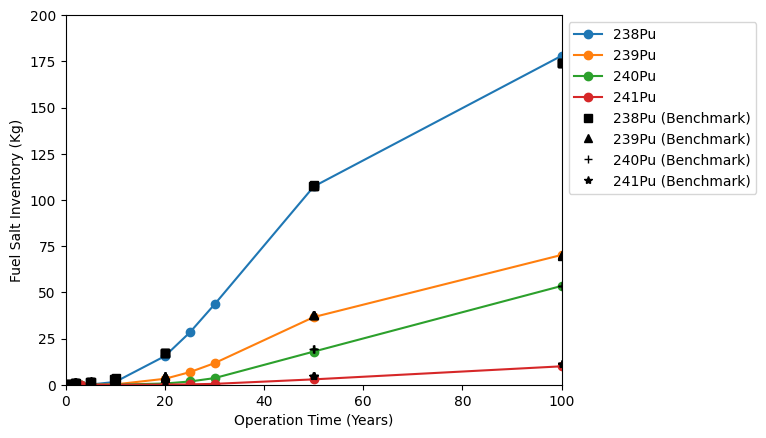 200
175
150
125
100
75
50
25
0
Fuel Salt Inventory (Kg)
0 20 40 60 80 100
Operation Time (Years)
238Pu
239Pu
240Pu
241Pu
238Pu (Benchmark)
239Pu (Benchmark)
240Pu (Benchmark)
241Pu (Benchmark)